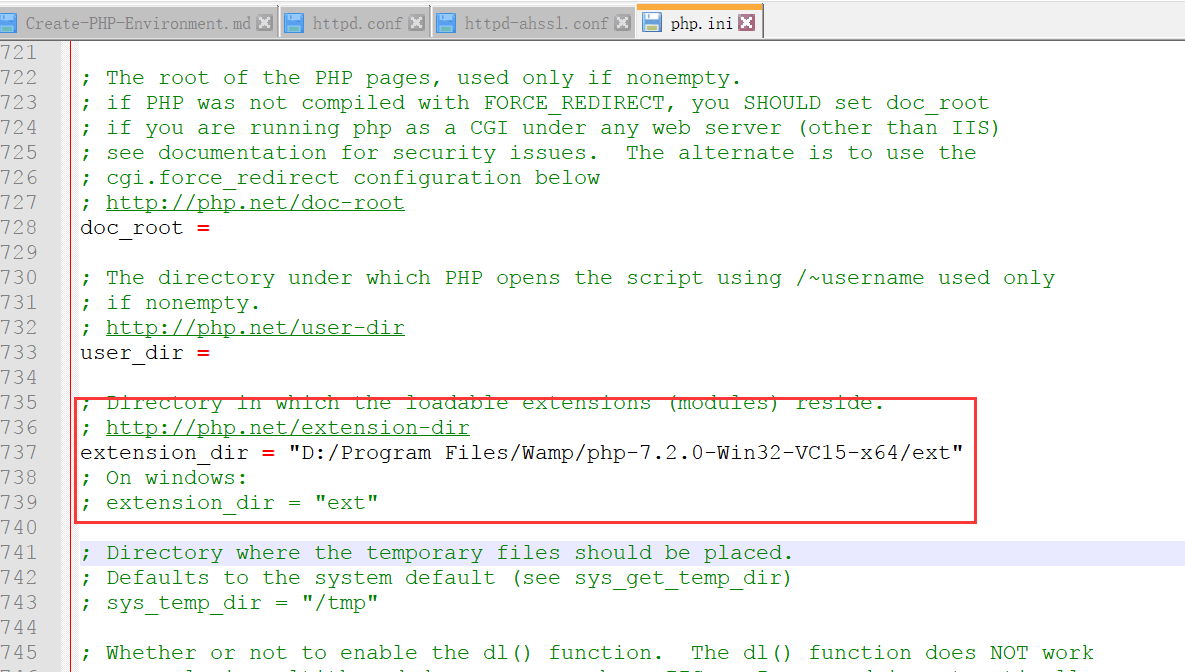 Create-PHP-Environment.md httpd.conf httpd-ahssl.conf php.ini
721
722 ; The root of the PHP pages, used only if nonempty.
723 ; if PHP was not compiled with FORCE_REDIRECT, you SHOULD set doc_root
724 ; if you are running php as a CGI under any web server (other than IIS)
725 ; see documentation for security issues.  The alternate is to use the
726 ; cgi.force_redirect configuration below
727 ; http://php.net/doc-root
728 doc_root =
729
730 ; The directory under which PHP opens the script using /~username used only
731 ; if nonempty.
732 ; http://php.net/user-dir
733 user_dir =
734
735 ; Directory in which the loadable extensions (modules) reside.
736 ; http://php.net/extension-dir
737 extension_dir = "D:/Program Files/Wamp/php-7.2.0-Win32-VC15-x64/ext"
738 ; On windows:
739 ; extension_dir = "ext"
740
741 ; Directory where the temporary files should be placed.
742 ; Defaults to the system default (see sys_get_temp_dir)
743 ; sys_temp_dir = "/tmp"
744
745 ; Whether or not to enable the dl() function.  The dl() function does NOT work